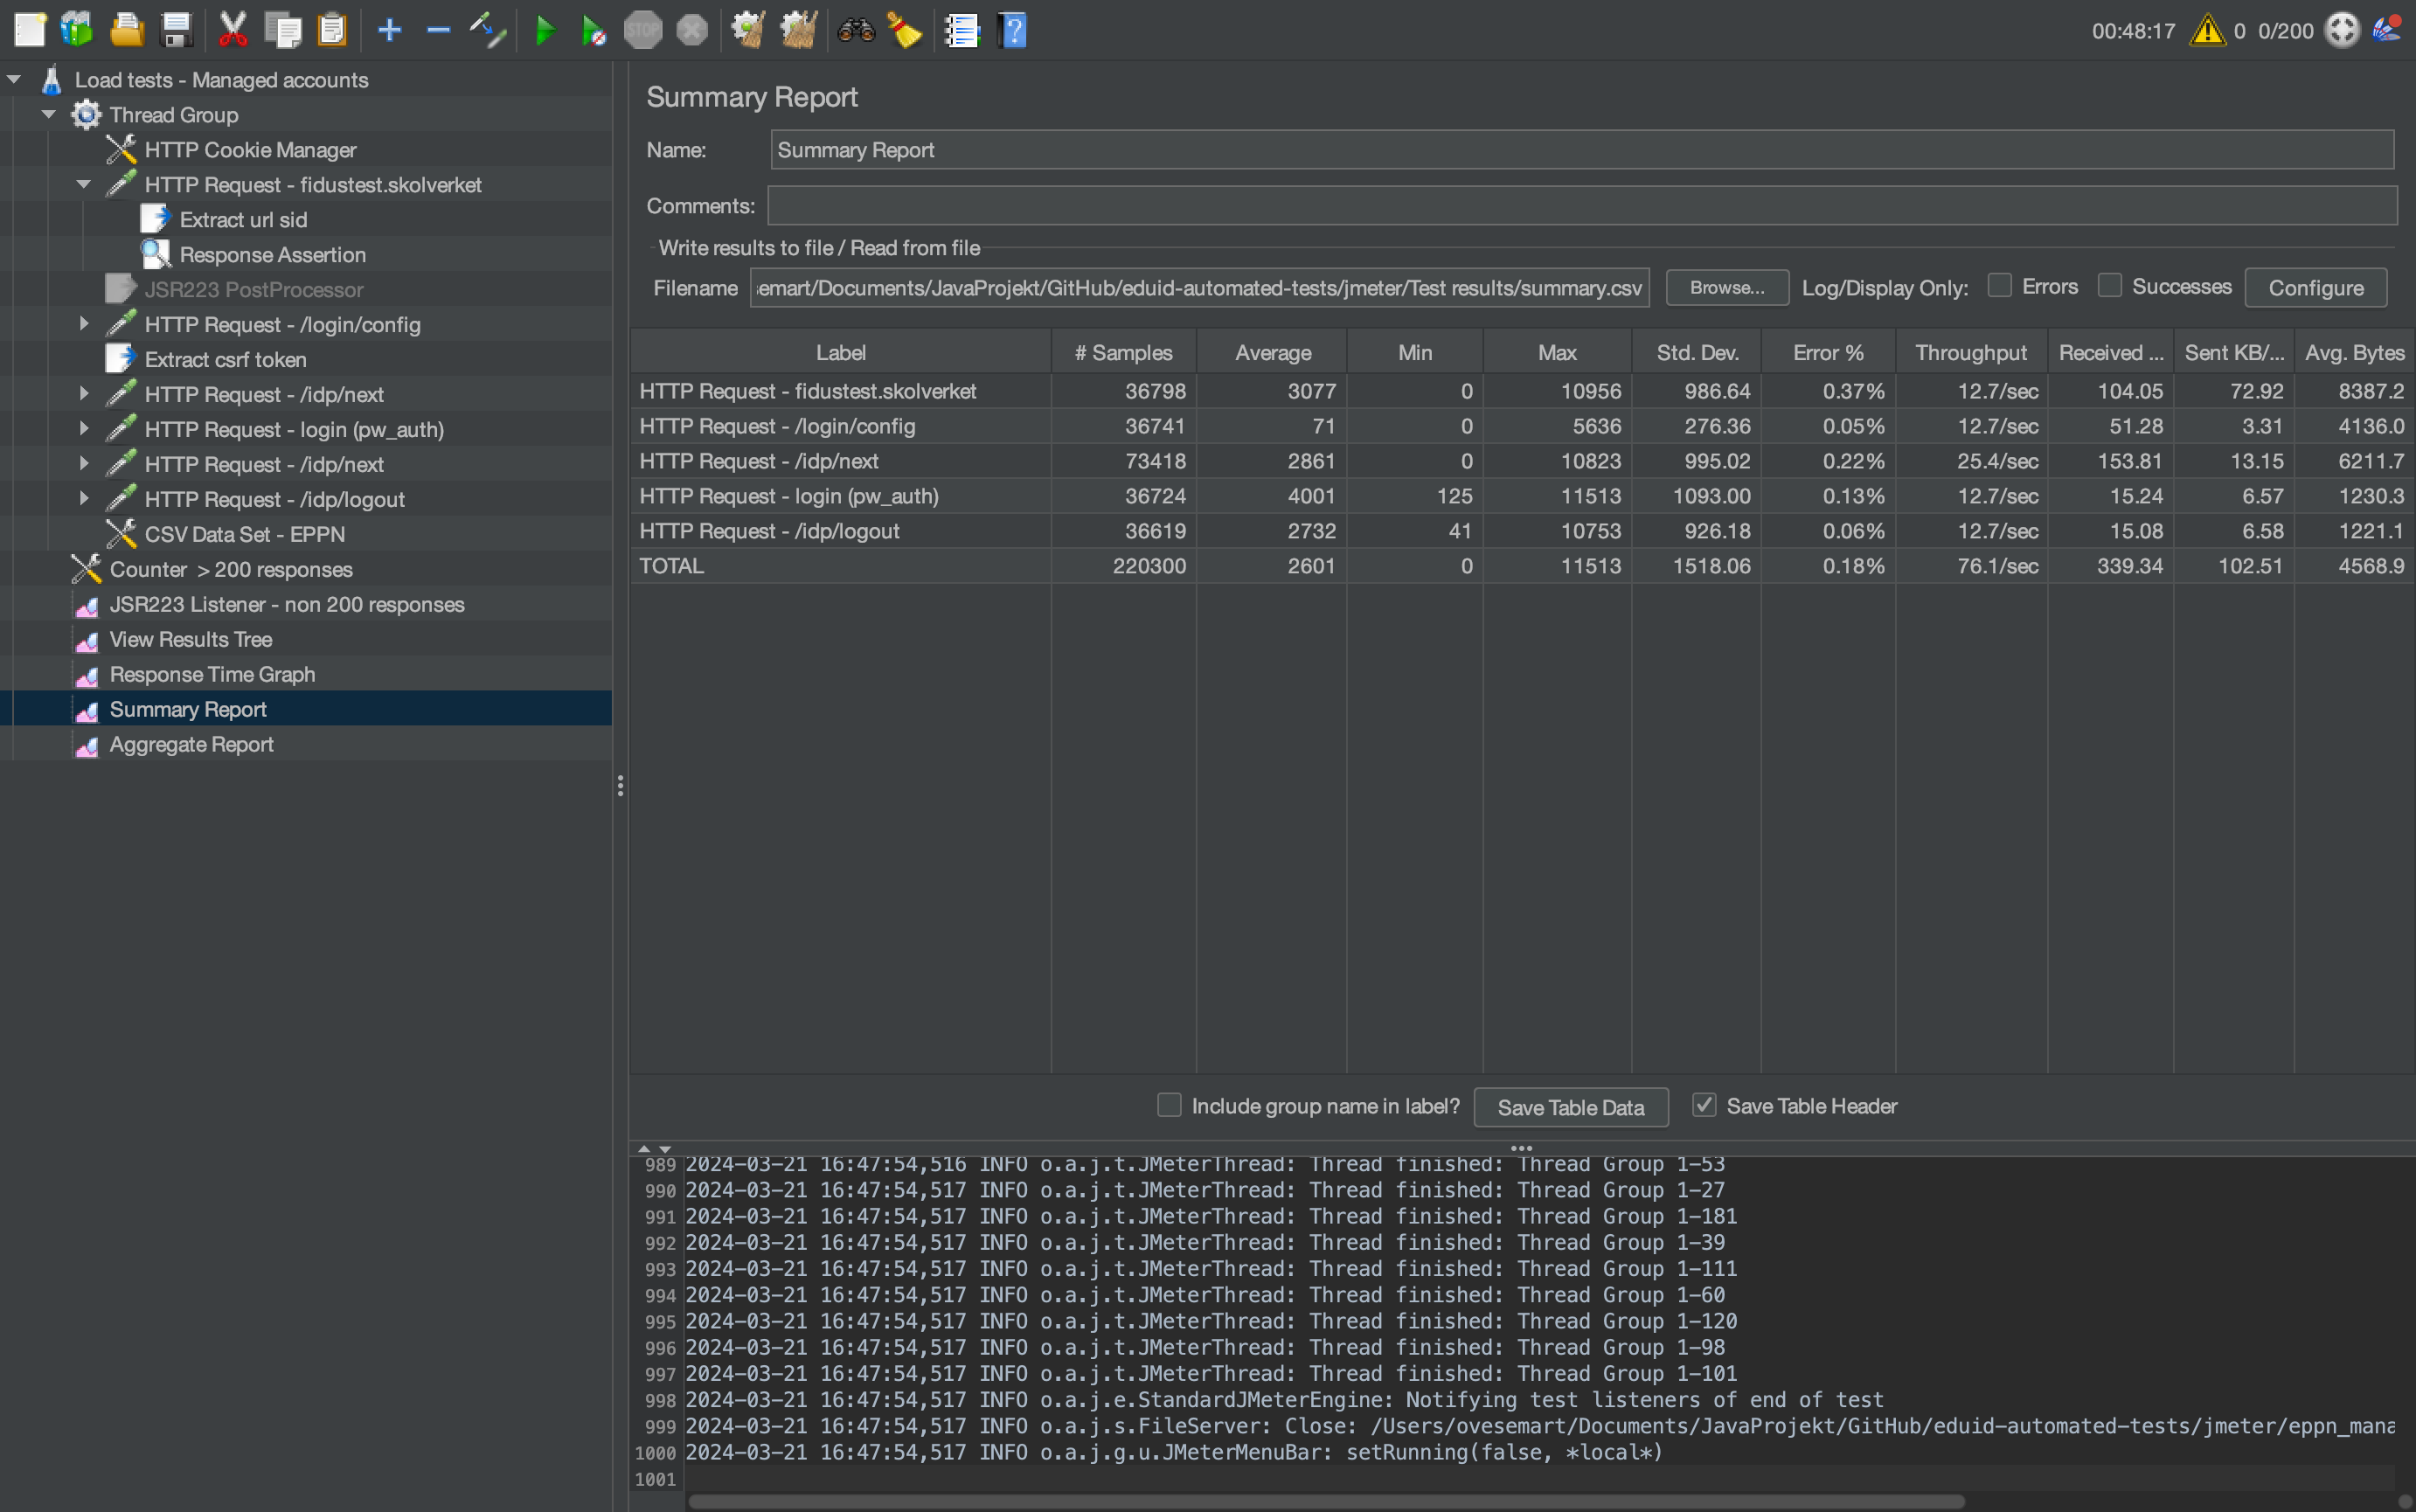 STOP
00:48:17 0 0/200
Load tests - Managed accounts
Thread Group
HTTP Cookie Manager
HTTP Request - fidustest.skolverket
Extract url sid
Response Assertion
JSR223 PostProcessor
HTTP Request - /login/config
Extract csrf token
HTTP Request - /idp/next
HTTP Request - login (pw_auth)
HTTP Request - /idp/next
HTTP Request - /idp/logout
CSV Data Set - EPPN
Counter > 200 responses
JSR223 Listener - non 200 responses
View Results Tree
Response Time Graph
Summary Report
Aggregate Report
Summary Report
Name: Summary Report
Comments:
Write results to file / Read from file
Filename emart/Documents/JavaProjekt/GitHub/eduid-automated-tests/jmeter/Test results/summary.csv Browse... Log/Display Only: Errors Successes Configure
Label # Samples Average Min Max Std. Dev. Error % Throughput Received ... Sent KB/... Avg. Bytes
HTTP Request - fidustest.skolverket 36798 3077 0 10956 986.64 0.37% 12.7/sec 104.05 72.92 8387.2
HTTP Request - /login/config 36741 71 0 5636 276.36 0.05% 12.7/sec 51.28 3.31 4136.0
HTTP Request - /idp/next 73418 2861 0 10823 995.02 0.22% 25.4/sec 153.81 13.15 6211.7
HTTP Request - login (pw_auth) 36724 4001 125 11513 1093.00 0.13% 12.7/sec 15.24 6.57 1230.3
HTTP Request - /idp/logout 36619 2732 41 10753 926.18 0.06% 12.7/sec 15.08 6.58 1221.1
TOTAL 220300 2601 0 11513 1518.06 0.18% 76.1/sec 339.34 102.51 4568.9
Include group name in label? Save Table Data Save Table Header
989 2024-03-21 16:47:54,516 INFO o.a.j.t.JMeterThread: Thread finished: Thread Group 1-53
990 2024-03-21 16:47:54,517 INFO o.a.j.t.JMeterThread: Thread finished: Thread Group 1-27
991 2024-03-21 16:47:54,517 INFO o.a.j.t.JMeterThread: Thread finished: Thread Group 1-181
992 2024-03-21 16:47:54,517 INFO o.a.j.t.JMeterThread: Thread finished: Thread Group 1-39
993 2024-03-21 16:47:54,517 INFO o.a.j.t.JMeterThread: Thread finished: Thread Group 1-111
994 2024-03-21 16:47:54,517 INFO o.a.j.t.JMeterThread: Thread finished: Thread Group 1-60
995 2024-03-21 16:47:54,517 INFO o.a.j.t.JMeterThread: Thread finished: Thread Group 1-120
996 2024-03-21 16:47:54,517 INFO o.a.j.t.JMeterThread: Thread finished: Thread Group 1-98
997 2024-03-21 16:47:54,517 INFO o.a.j.t.JMeterThread: Thread finished: Thread Group 1-101
998 2024-03-21 16:47:54,517 INFO o.a.j.e.StandardJMeterEngine: Notifying test listeners of end of test
999 2024-03-21 16:47:54,517 INFO o.a.j.s.FileServer: Close: /Users/ovesemart/Documents/JavaProjekt/GitHub/eduid-automated-tests/jmeter/eppn_mana
1000 2024-03-21 16:47:54,517 INFO o.a.j.g.u.JMeterMenuBar: setRunning(false, *local*)
1001